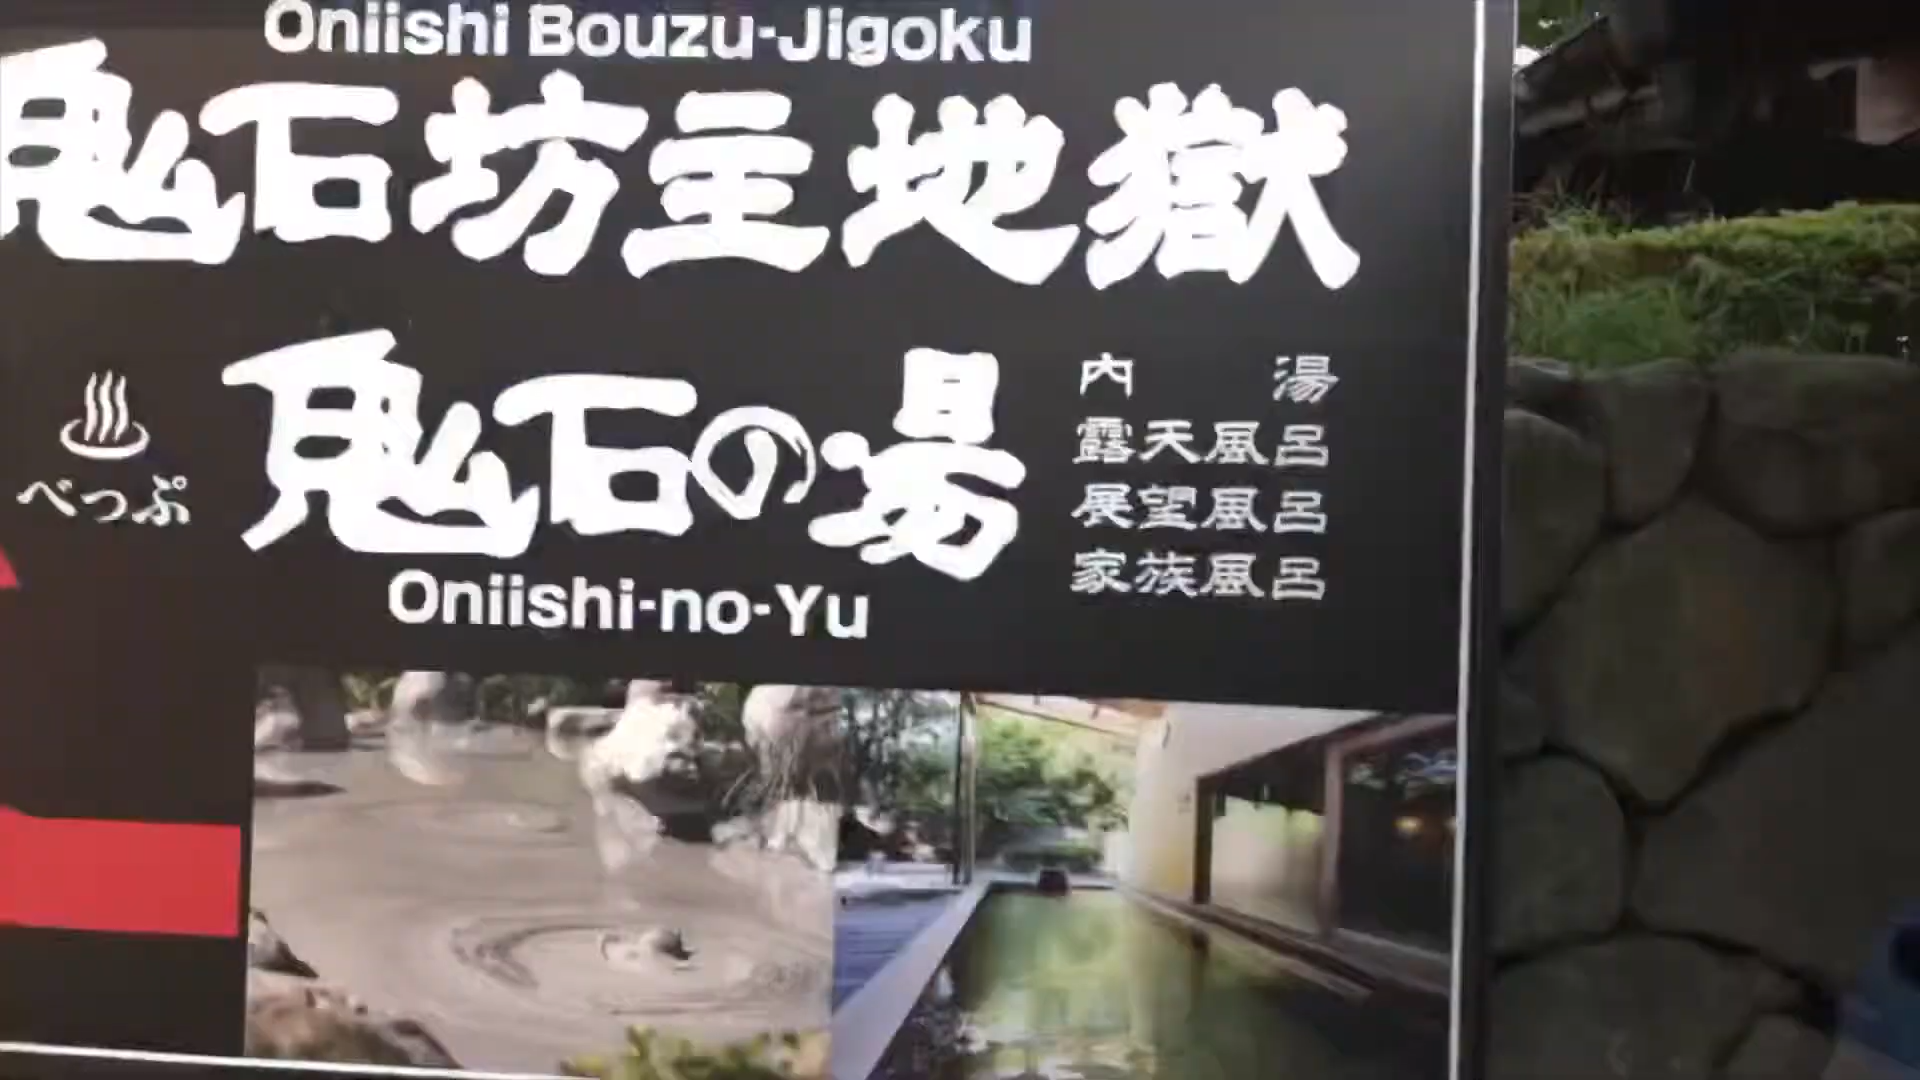 Oniishi Bouzu-Jigoku
鬼石坊主地獄
べっぷ
鬼石の湯
Oniishi-no-Yu
内 湯
露天風呂
展望風呂
家族風呂